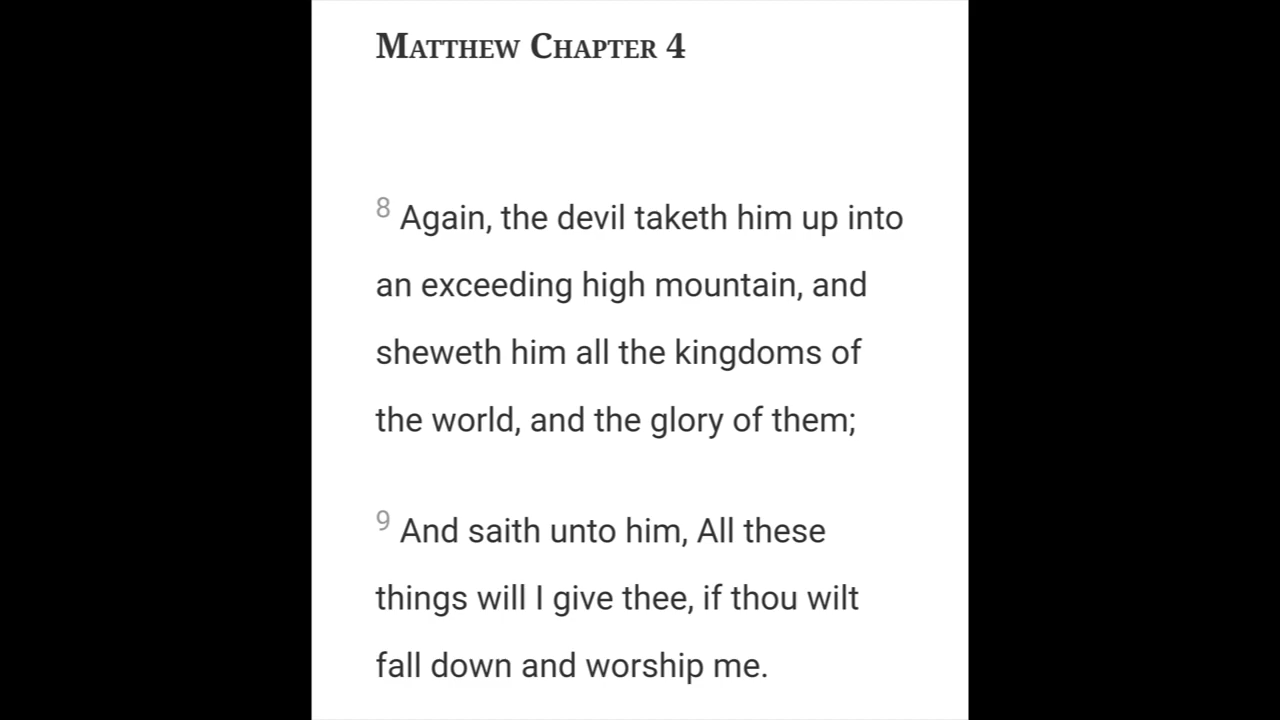 Matthew Chapter 4
8 Again, the devil taketh him up into
an exceeding high mountain, and
sheweth him all the kingdoms of
the world, and the glory of them;
9 And saith unto him, All these
things will I give thee, if thou wilt
fall down and worship me.